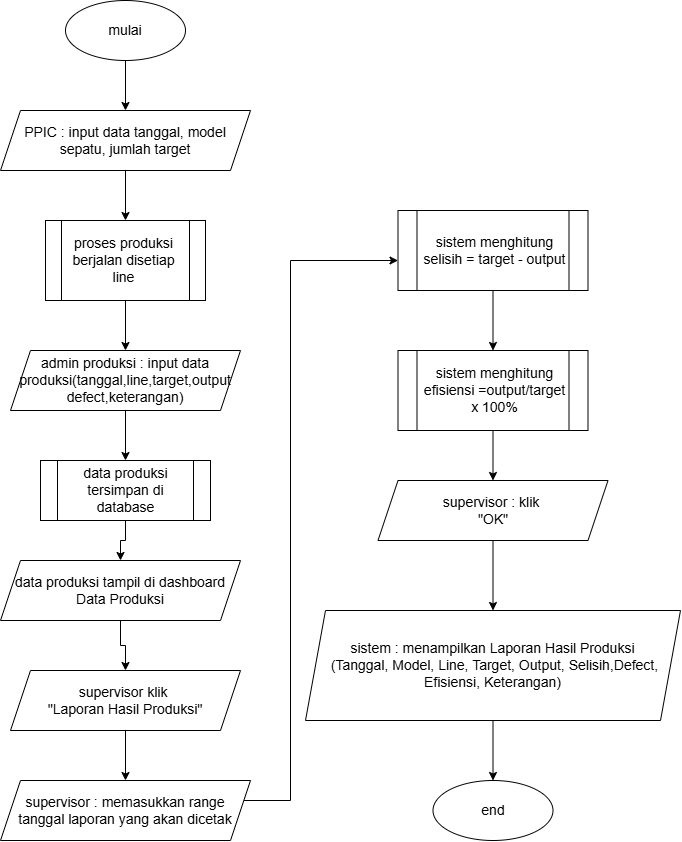 mulai
PPIC : input data tanggal, model
sepatu, jumlah target
proses produksi
berjalan disetiap
line
admin produksi : input data
produksi(tanggal,line,target,output
defect,keterangan)
data produksi
tersimpan di
database
data produksi tampil di dashboard
Data Produksi
supervisor klik
"Laporan Hasil Produksi"
supervisor : memasukkan range
tanggal laporan yang akan dicetak
sistem menghitung
selisih = target - output
sistem menghitung
efisiensi =output/target
x 100%
supervisor : klik
"OK"
sistem : menampilkan Laporan Hasil Produksi
(Tanggal, Model, Line, Target, Output, Selisih,Defect,
Efisiensi, Keterangan)
end